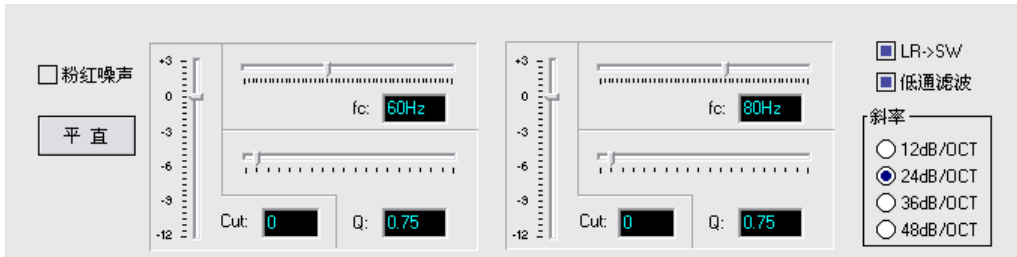 粉红噪声
平 直
+3
0
-3
-6
-9
-12
fc: 60Hz
Cut: 0
Q: 0.75
+3
0
-3
-6
-9
-12
fc: 80Hz
Cut: 0
Q: 0.75
LR->SW
低通滤波
斜率
12dB/OCT
24dB/OCT
36dB/OCT
48dB/OCT